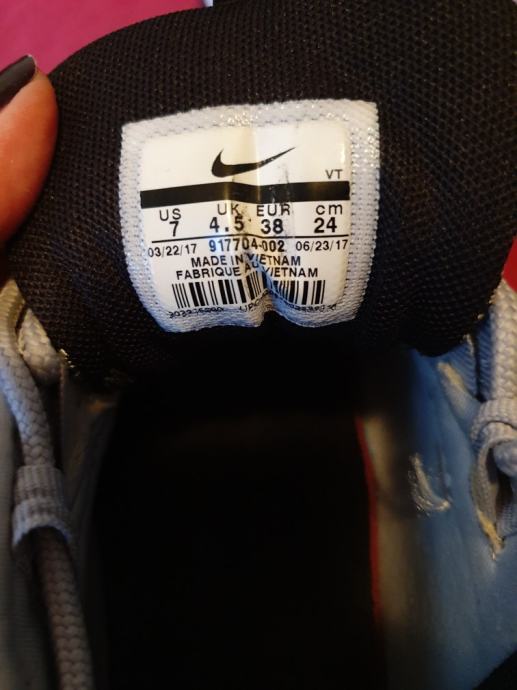 VT
US UK EUR cm
7 4.5 38 24
03/22/17 917704-002 06/23/17
MADE IN VIETNAM
FABRIQUE AU VIETNAM